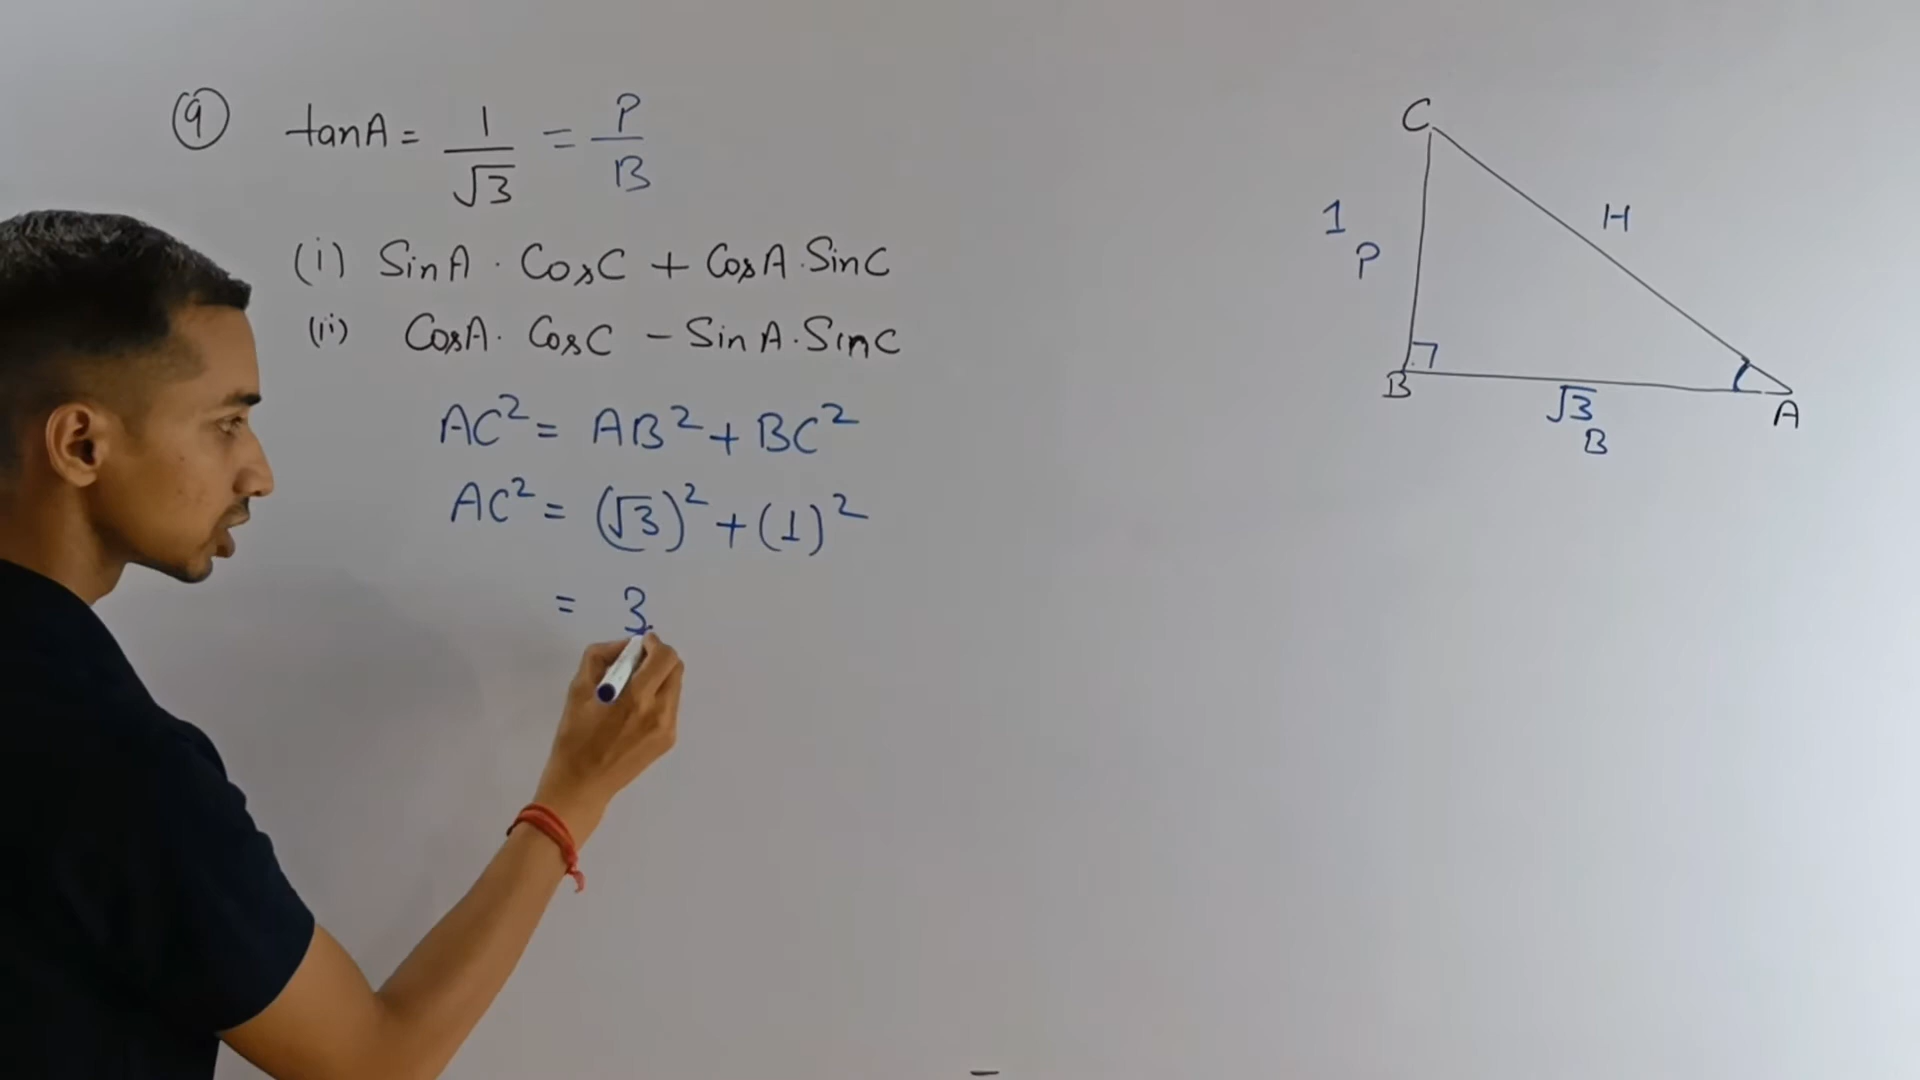 9 tanA = 1/√3 = P/B
(i) SinA · CosC + CosA·SinC
(ii) CosA· CosC - SinA·SinC
AC² = AB² + BC²
AC² = (√3)² + (1)²
= 3
C
1
P
H
B
√3
B
A